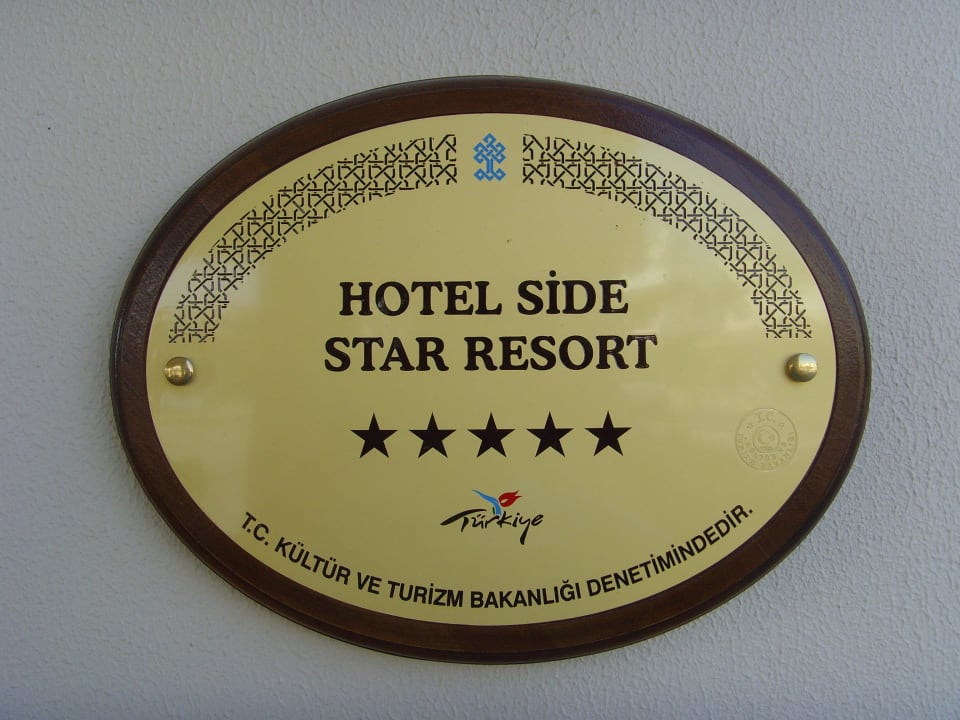 HOTEL SİDE
STAR RESORT
Türkiye
T.C.
T.C. KÜLTÜR VE TURİZM BAKANLIĞI DENETİMİNDEDİR.